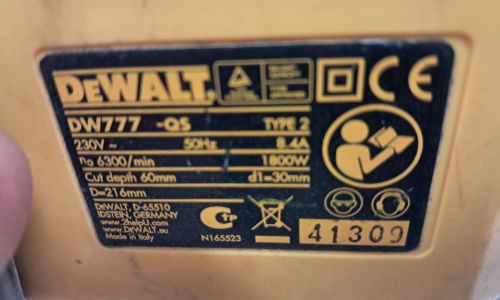 DEWALT
DW777 -QS TYPE 2
230V ~ 50Hz 8.4A
no 6300/min 1800W
Cut depth 60mm d1=30mm
D=216mm
DEWALT, D-65510
IDSTEIN, GERMANY
www.2helpU.com
www.DEWALT.eu
Made in Italy
N165523
41309